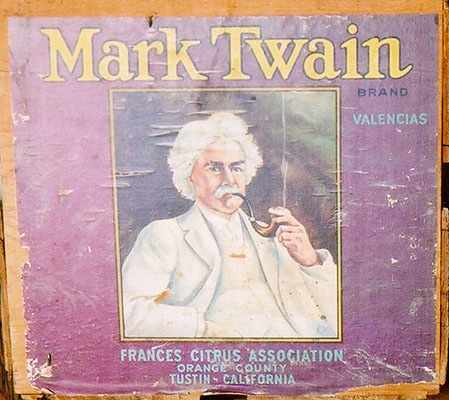 Mark Twain
BRAND
VALENCIAS
FRANCES CITRUS ASSOCIATION
ORANGE COUNTY
TUSTIN - CALIFORNIA